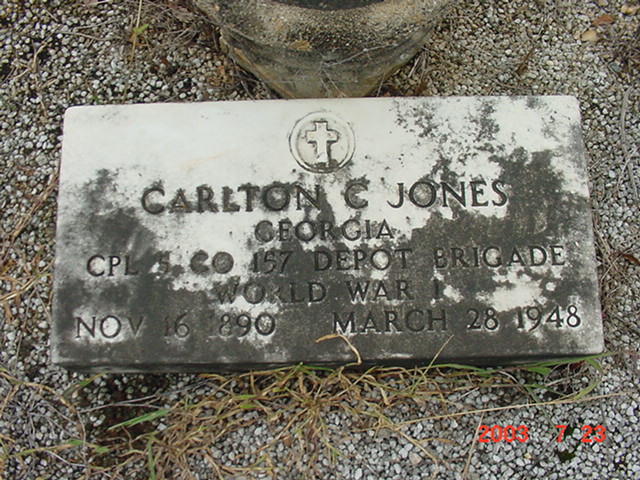 CARLTON C JONES
GEORGIA
CPL 5 CO 157 DEPOT BRIGADE
WORLD WAR I
NOV 16 1890 MARCH 28 1948
2003 7 23